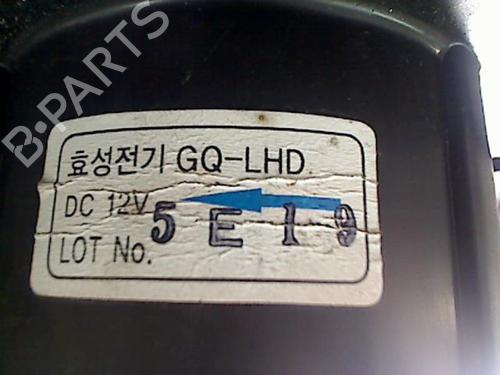 B-PARTS
효성전기 GQ-LHD
DC 12V
LOT No. 5 E 1 9